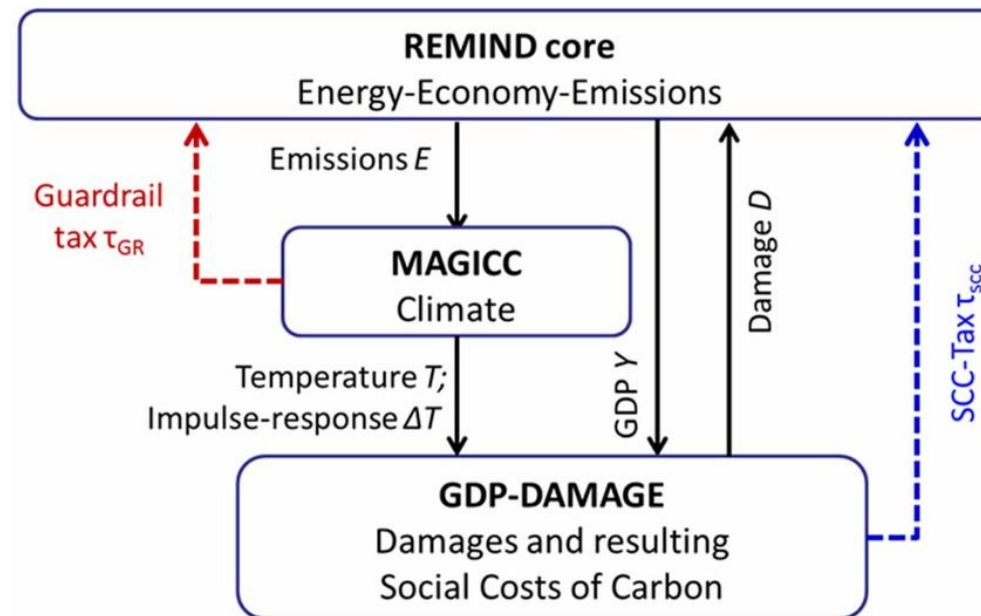 REMIND core
Energy-Economy-Emissions
Emissions E
Guardrail
tax τGR
MAGICC
Climate
Temperature T;
Impulse-response ΔT
GDP Y
Damage D
SCC-Tax τscc
GDP-DAMAGE
Damages and resulting
Social Costs of Carbon